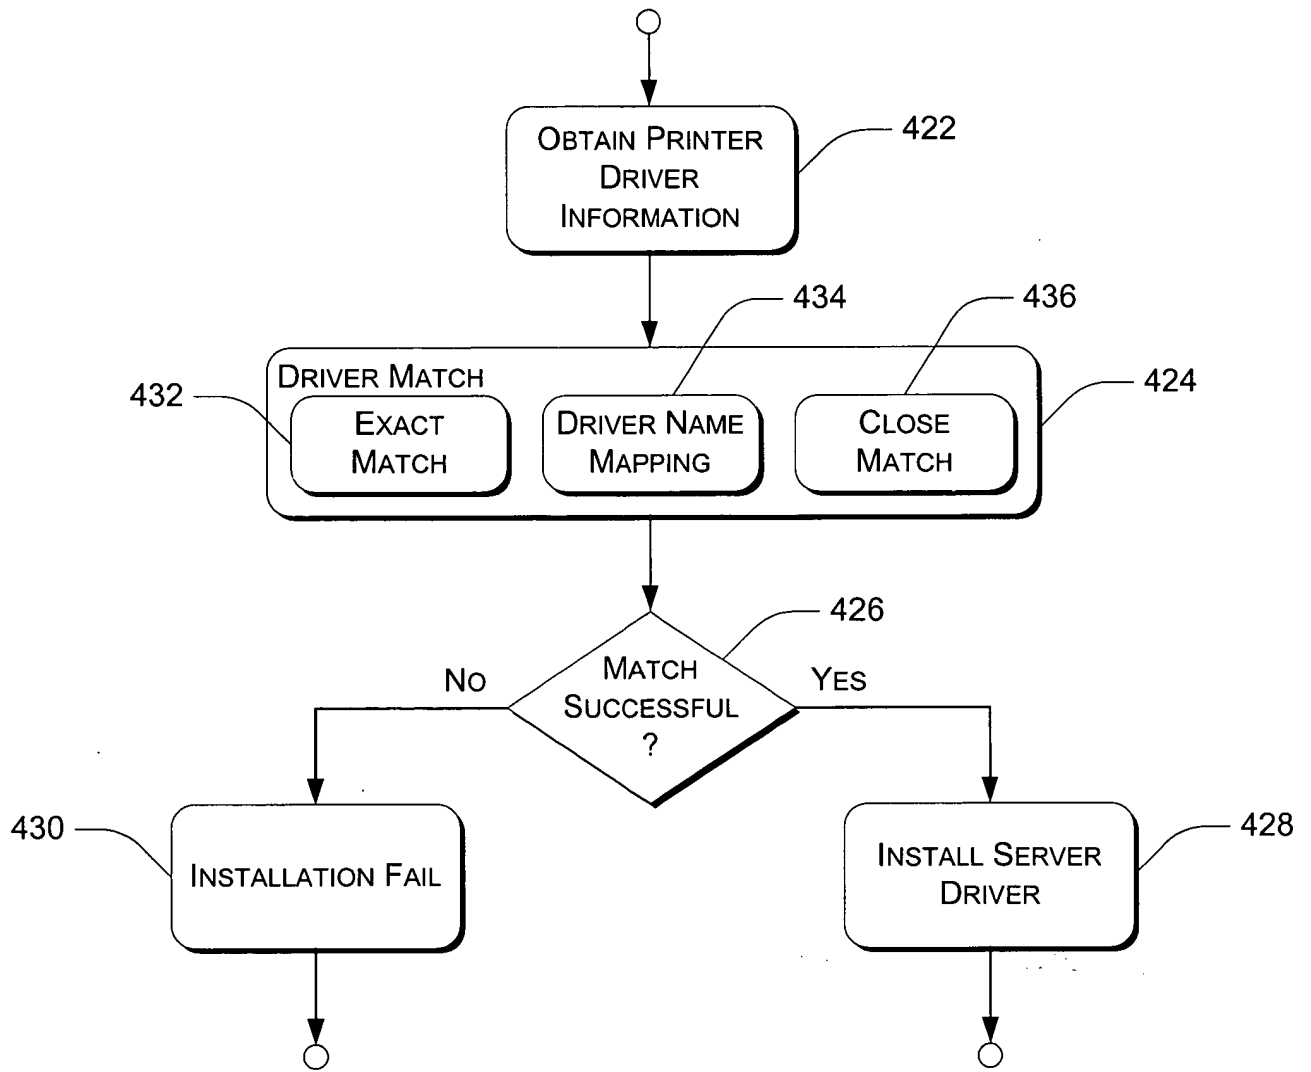 OBTAIN PRINTER
DRIVER
INFORMATION
422
434
436
DRIVER MATCH
432
424
EXACT
MATCH
DRIVER NAME
MAPPING
CLOSE
MATCH
426
MATCH
SUCCESSFUL
?
NO
YES
430
INSTALLATION FAIL
428
INSTALL SERVER
DRIVER